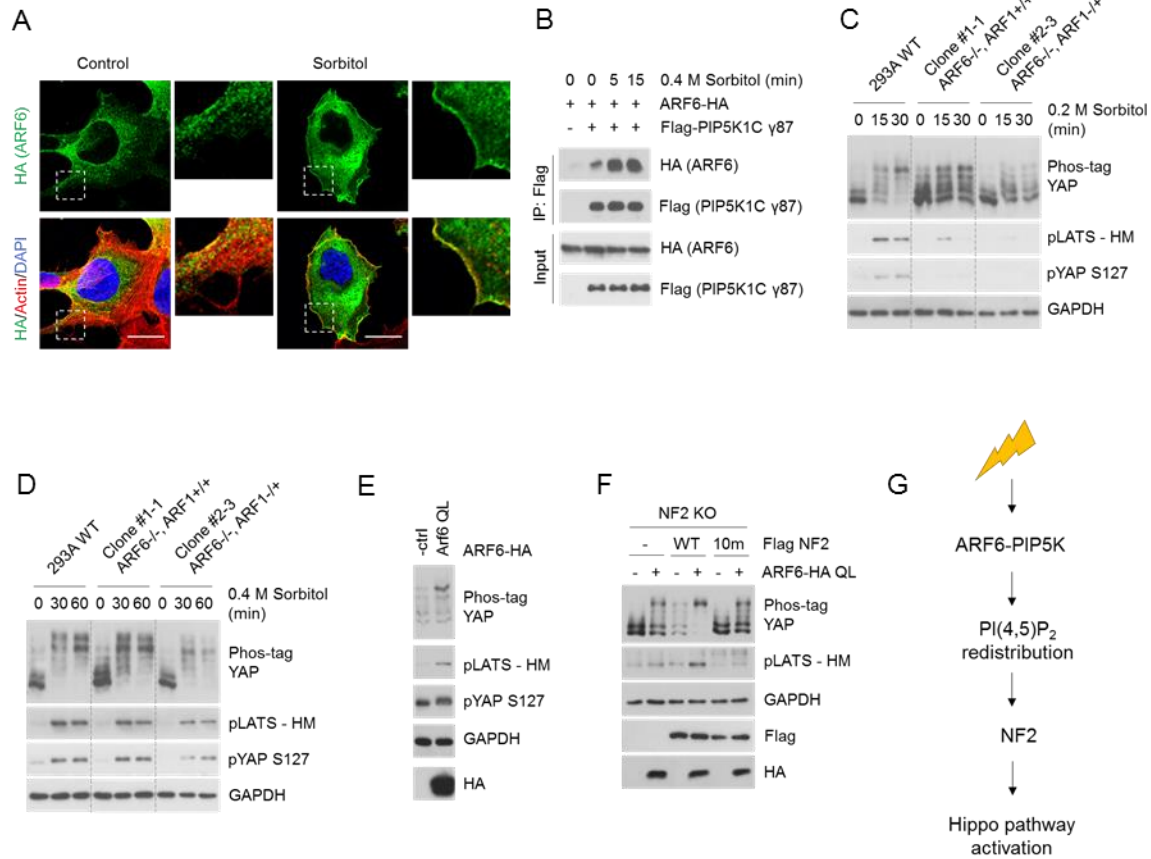 A
Control
Sorbitol
HA (ARF6)
HA/Actin/DAPI
B
0 0 5 15 0.4 M Sorbitol (min)
+ + + + ARF6-HA
- + + + Flag-PIP5K1C γ87
IP: Flag
HA (ARF6)
Flag (PIP5K1C γ87)
Input
HA (ARF6)
Flag (PIP5K1C γ87)
C
293A WT
Clone #1-1
ARF6-/-, ARF1+/+
Clone #2-3
ARF6-/-, ARF1-/+
0 15 30 0 15 30 0 15 30
0.2 M Sorbitol
(min)
Phos-tag
YAP
pLATS - HM
pYAP S127
GAPDH
D
293A WT
Clone #1-1
ARF6-/-, ARF1+/+
Clone #2-3
ARF6-/-, ARF1-/+
0 30 60 0 30 60 0 30 60
0.4 M Sorbitol
(min)
Phos-tag
YAP
pLATS - HM
pYAP S127
GAPDH
E
-ctrl
Arf6 QL
ARF6-HA
Phos-tag
YAP
pLATS - HM
pYAP S127
GAPDH
HA
F
NF2 KO
- WT 10m Flag NF2
- + - + - + ARF6-HA QL
Phos-tag
YAP
pLATS - HM
GAPDH
Flag
HA
G
ARF6-PIP5K
PI(4,5)P2
redistribution
NF2
Hippo pathway
activation